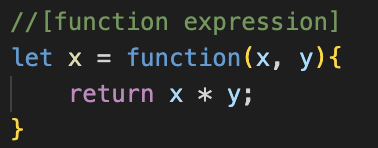 //[function expression]
let x = function(x, y){
    return x * y;
}